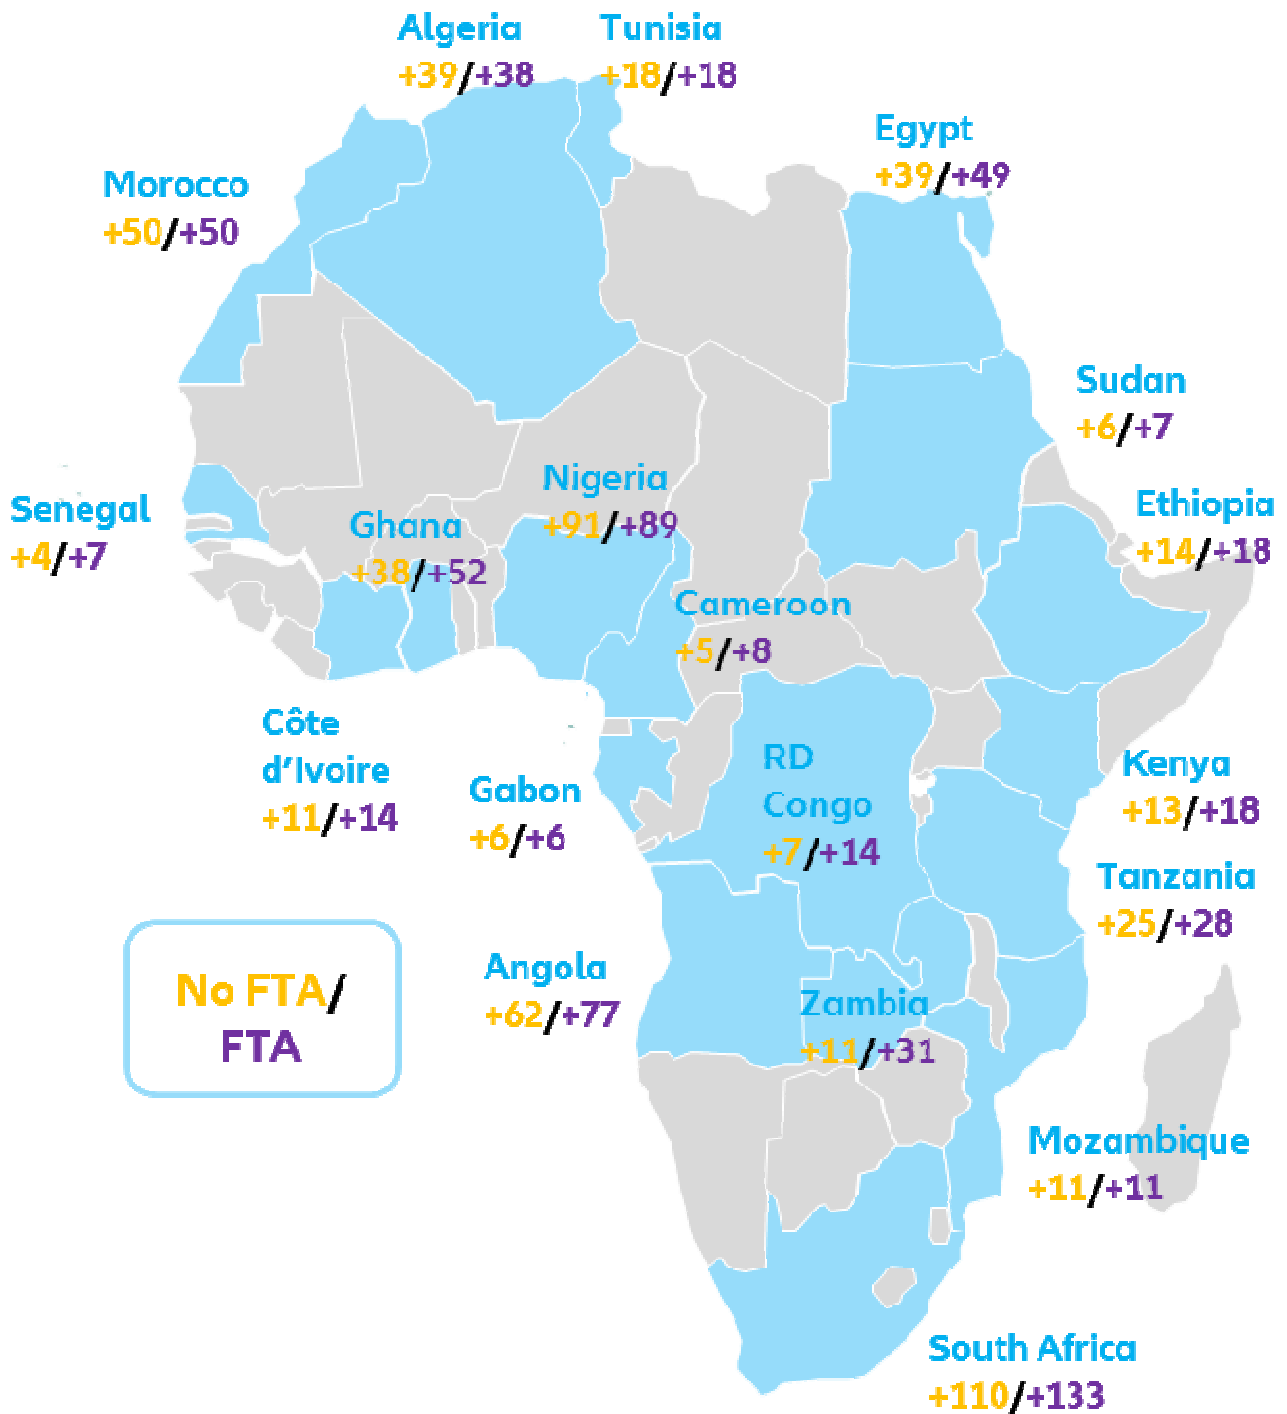 Algeria
+39/+38
Tunisia
+18/+18
Egypt
+39/+49
Morocco
+50/+50
Sudan
+6/+7
Nigeria
+91/+89
Senegal
+4/+7
Ghana
+38/+52
Ethiopia
+14/+18
Cameroon
+5/+8
Côte
d'Ivoire
+11/+14
Gabon
+6/+6
RD
Congo
+7/+14
Kenya
+13/+18
Tanzania
+25/+28
No FTA/
FTA
Angola
+62/+77
Zambia
+11/+31
Mozambique
+11/+11
South Africa
+110/+133